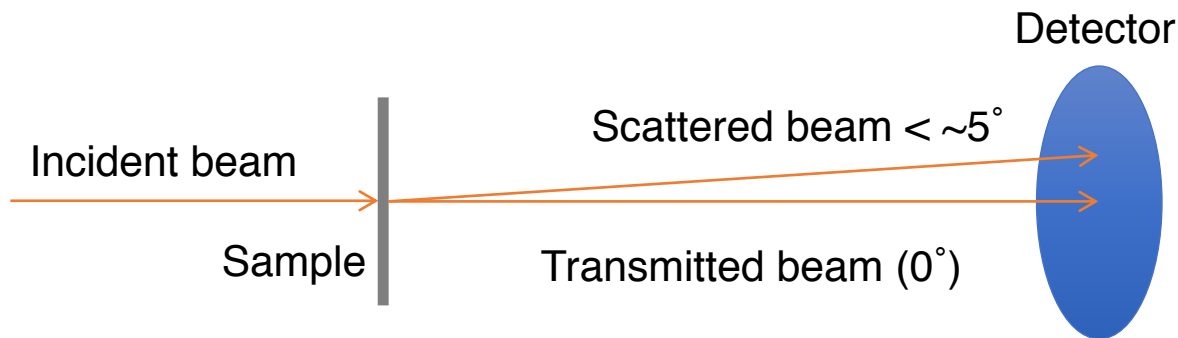 Detector
Scattered beam < ~5˚
Incident beam
Sample
Transmitted beam (0˚)